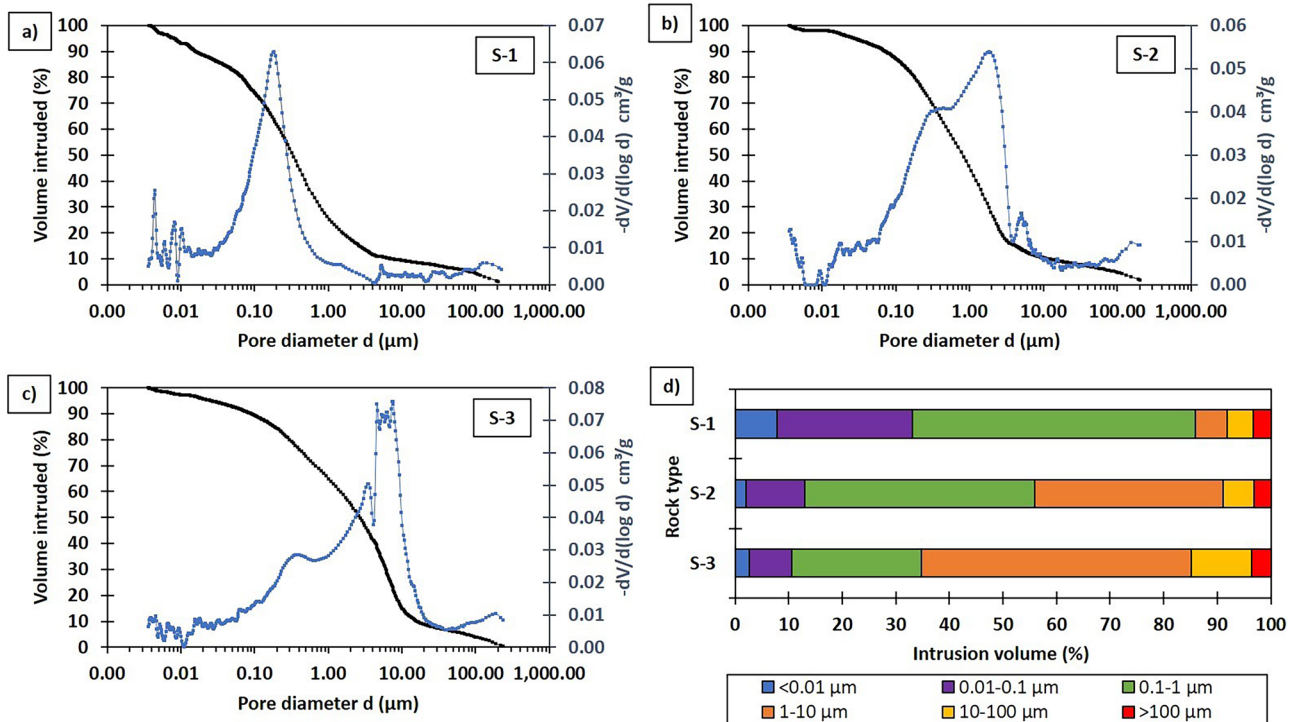 a)
S-1
Volume intruded (%)
100
90
80
70
60
50
40
30
20
10
0
0.07
0.06
0.05
0.04
0.03
0.02
0.01
0.00
-dV/d(log d) cm³/g
0.00 0.01 0.10 1.00 10.00 100.00 1,000.00
Pore diameter d (µm)
b)
S-2
Volume intruded (%)
100
90
80
70
60
50
40
30
20
10
0
0.06
0.05
0.04
0.03
0.02
0.01
0.00
-dV/d(log d) cm³/g
0.00 0.01 0.10 1.00 10.00 100.00 1,000.00
Pore diameter d (µm)
c)
S-3
Volume intruded (%)
100
90
80
70
60
50
40
30
20
10
0
0.08
0.07
0.06
0.05
0.04
0.03
0.02
0.01
0.00
-dV/d(log d) cm³/g
0.00 0.01 0.10 1.00 10.00 100.00 1,000.00
Pore diameter d (µm)
d)
Rock type
S-1
S-2
S-3
0 10 20 30 40 50 60 70 80 90 100
Intrusion volume (%)
<0.01 µm 0.01-0.1 µm 0.1-1 µm
1-10 µm 10-100 µm >100 µm